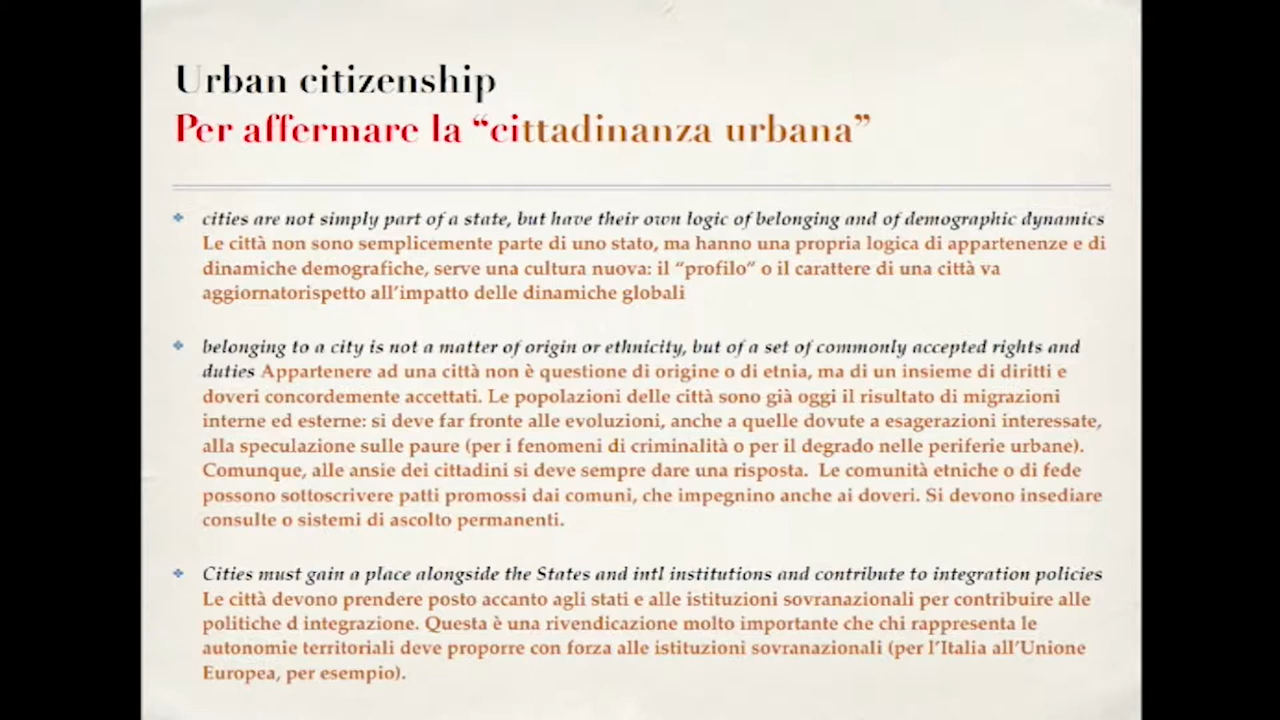 Urban citizenship
Per affermare la “cittadinanza urbana”
cities are not simply part of a state, but have their own logic of belonging and of demographic dynamics
Le città non sono semplicemente parte di uno stato, ma hanno una propria logica di appartenenze e di
dinamiche demografiche, serve una cultura nuova: il “profilo” o il carattere di una città va
aggiornatorispetto all’impatto delle dinamiche globali
belonging to a city is not a matter of origin or ethnicity, but of a set of commonly accepted rights and
duties Appartenere ad una città non è questione di origine o di etnia, ma di un insieme di diritti e
doveri concordemente accettati. Le popolazioni delle città sono già oggi il risultato di migrazioni
interne ed esterne: si deve far fronte alle evoluzioni, anche a quelle dovute a esagerazioni interessate,
alla speculazione sulle paure (per i fenomeni di criminalità o per il degrado nelle periferie urbane).
Comunque, alle ansie dei cittadini si deve sempre dare una risposta. Le comunità etniche o di fede
possono sottoscrivere patti promossi dai comuni, che impegnino anche ai doveri. Si devono insediare
consulte o sistemi di ascolto permanenti.
Cities must gain a place alongside the States and intl institutions and contribute to integration policies
Le città devono prendere posto accanto agli stati e alle istituzioni sovranazionali per contribuire alle
politiche d integrazione. Questa è una rivendicazione molto importante che chi rappresenta le
autonomie territoriali deve proporre con forza alle istituzioni sovranazionali (per l’Italia all’Unione
Europea, per esempio).